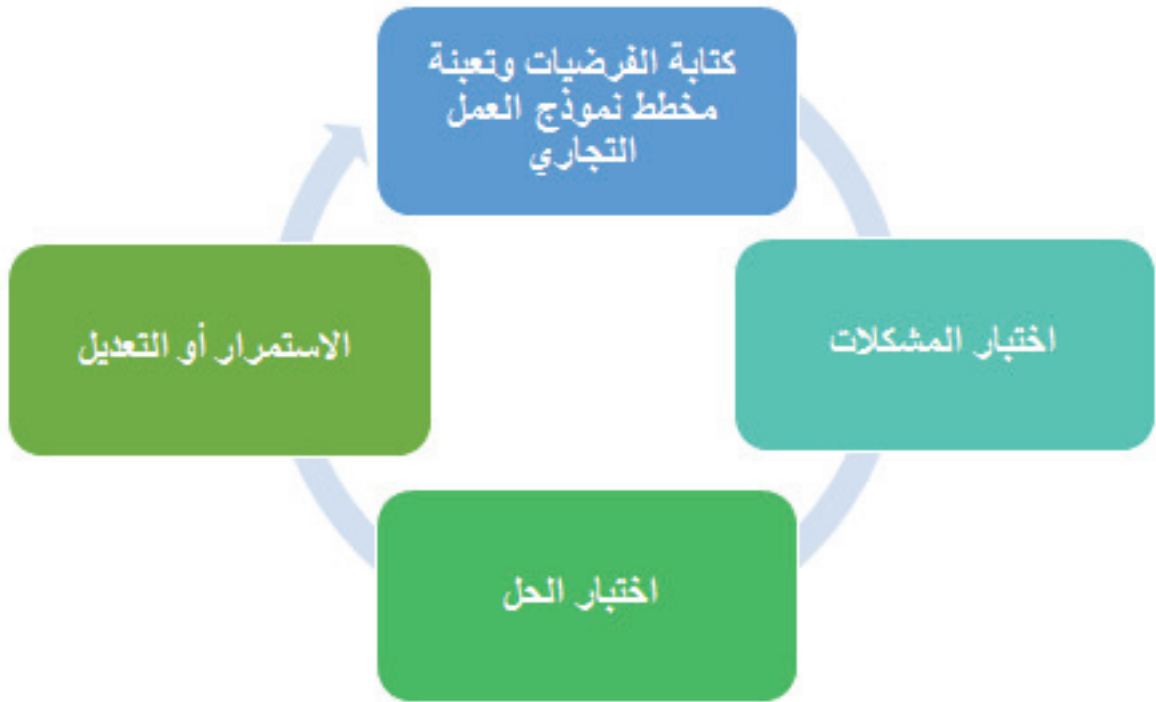 كتابة الفرضيات وتعبئة
مخطط نموذج العمل
التجاري
اختبار المشكلات
اختبار الحل
الاستمرار أو التعديل